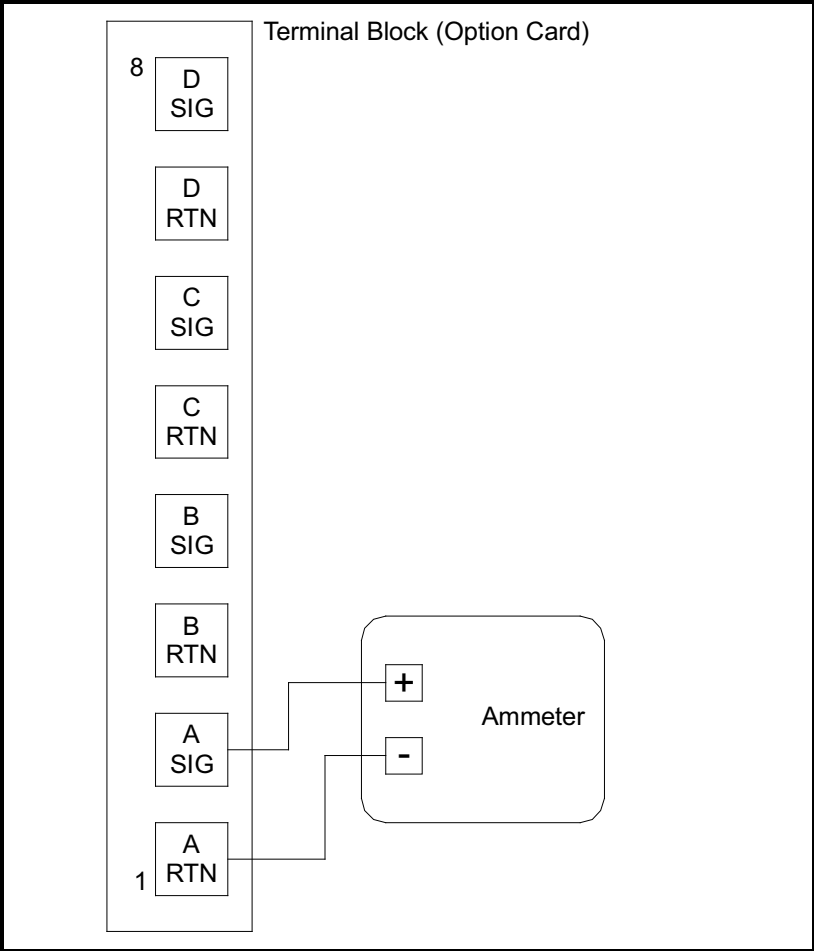 Terminal Block (Option Card)
8
D
SIG
D
RTN
C
SIG
C
RTN
B
SIG
B
RTN
+
Ammeter
-
A
SIG
A
RTN
1